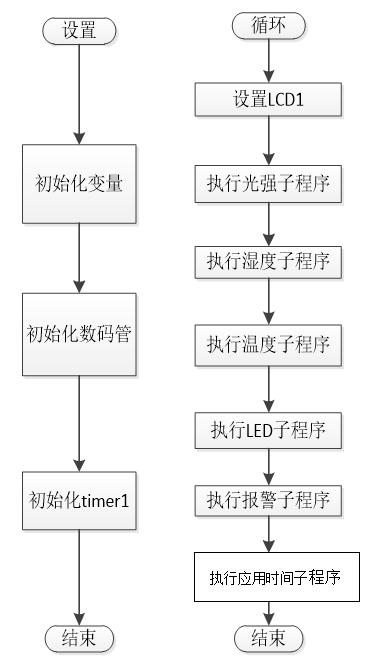 设置
初始化变量
初始化数码管
初始化timer1
结束
循环
设置LCD1
执行光强子程序
执行湿度子程序
执行温度子程序
执行LED子程序
执行报警子程序
执行应用时间子程序
结束